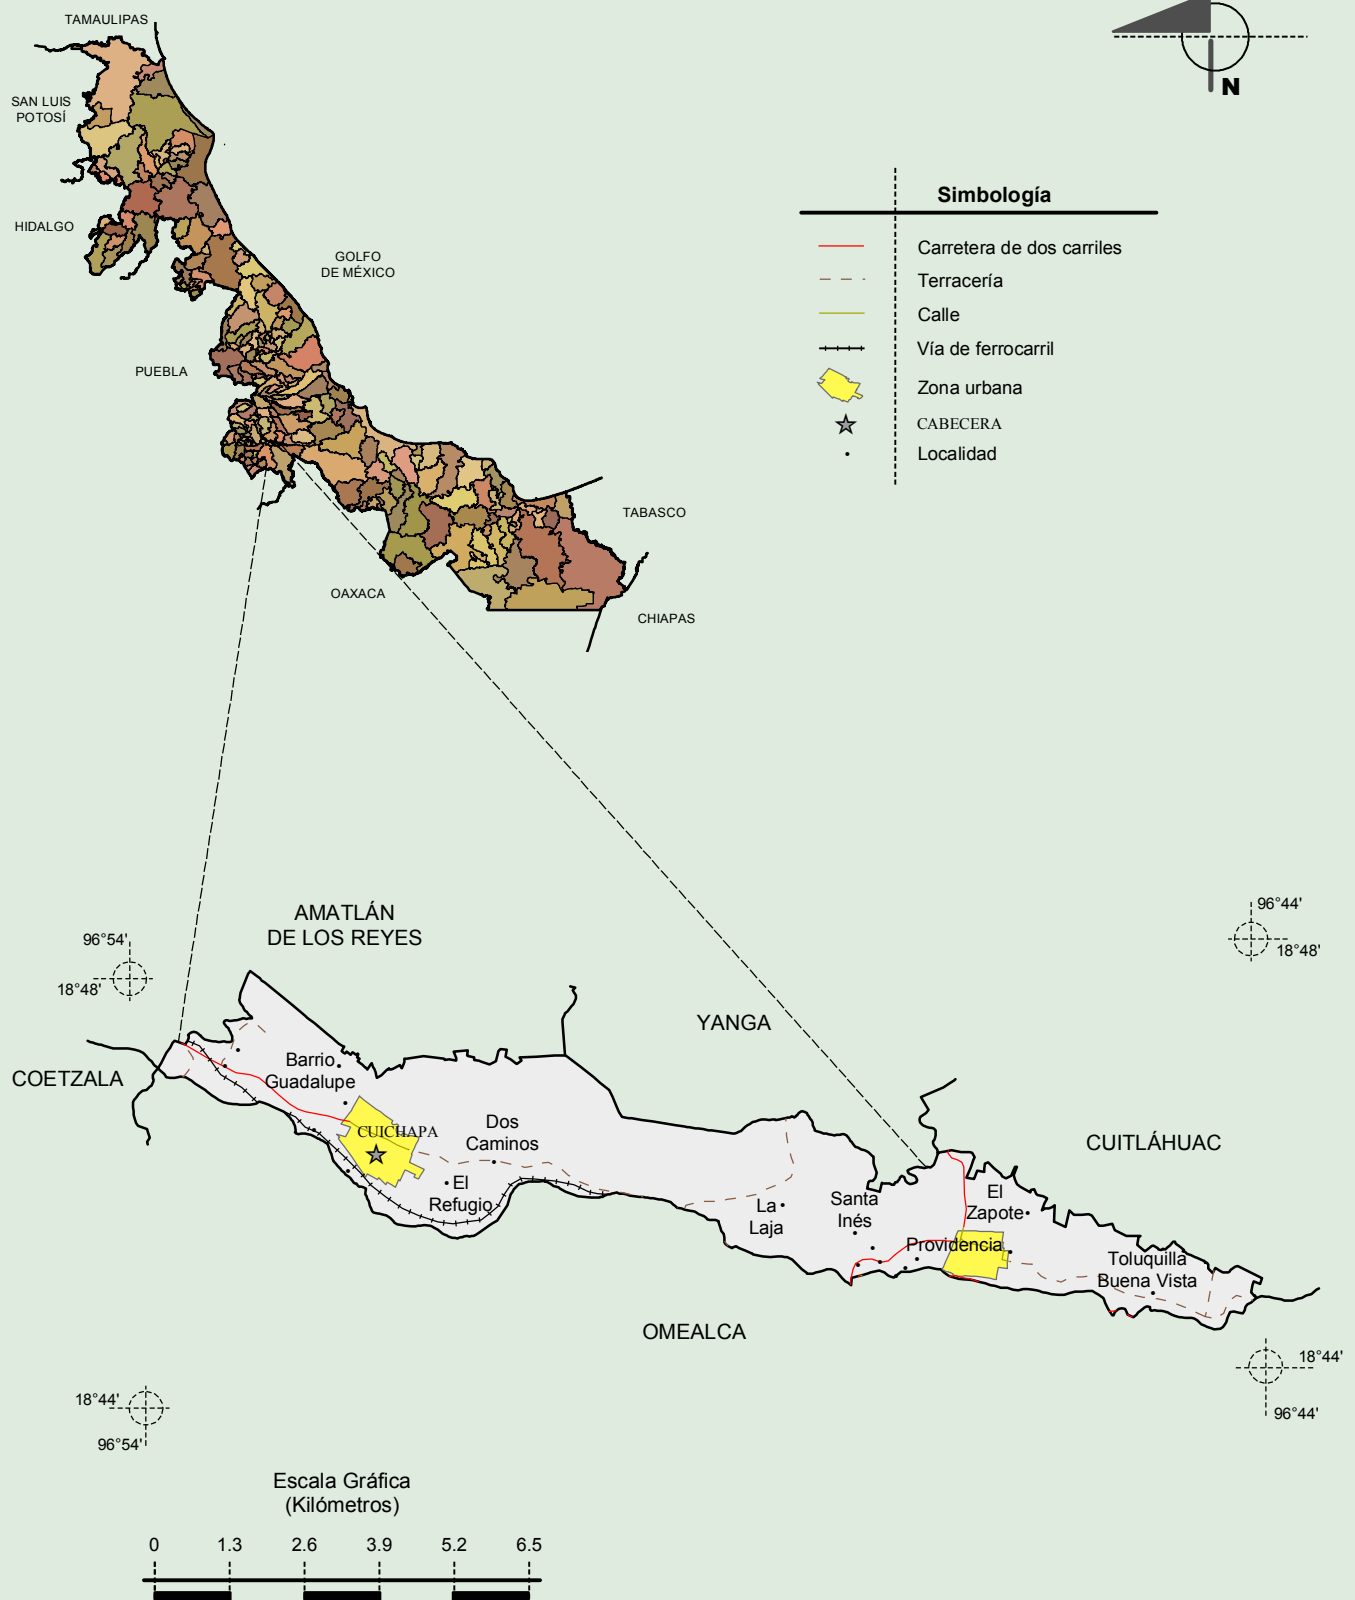 TAMAULIPAS
SAN LUIS
POTOSÍ
HIDALGO
GOLFO
DE MÉXICO
PUEBLA
TABASCO
OAXACA
CHIAPAS
N
Simbología
Carretera de dos carriles
Terracería
Calle
Vía de ferrocarril
Zona urbana
CABECERA
Localidad
AMATLÁN
DE LOS REYES
96°54'
18°48'
96°44'
18°48'
YANGA
COETZALA
Barrio
Guadalupe
CUICHAPA
Dos
Caminos
El
Refugio
La
Laja
Santa
Inés
El
Zapote
Providencia
CUITLÁHUAC
Toluquilla
Buena Vista
OMEALCA
18°44'
96°44'
18°44'
96°54'
Escala Gráfica
(Kilómetros)
0 1.3 2.6 3.9 5.2 6.5